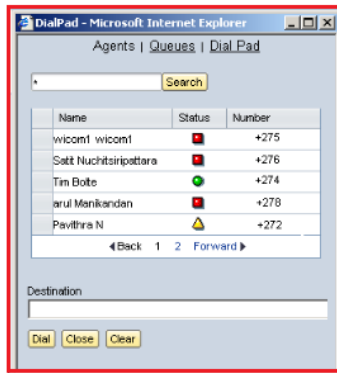 DialPad - Microsoft Internet Explorer
Agents | Queues | Dial Pad
* Search
Name Status Number
wicom1 wicom1 +275
Satit Nuchitsiripattara +276
Tim Bolte +274
arul Manikandan +278
Pavithra N +272
Back 1 2 Forward
Destination
Dial Close Clear